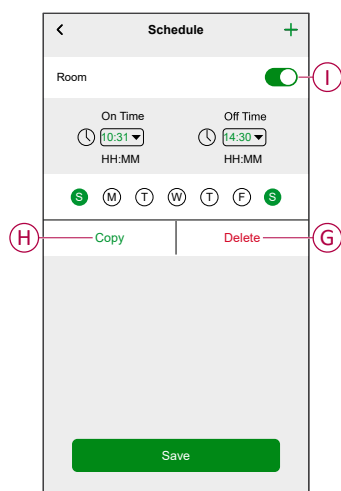 < Schedule +
Room
I
On Time Off Time
10:31 14:30
HH:MM HH:MM
S M T W T F S
H Copy Delete G
Save